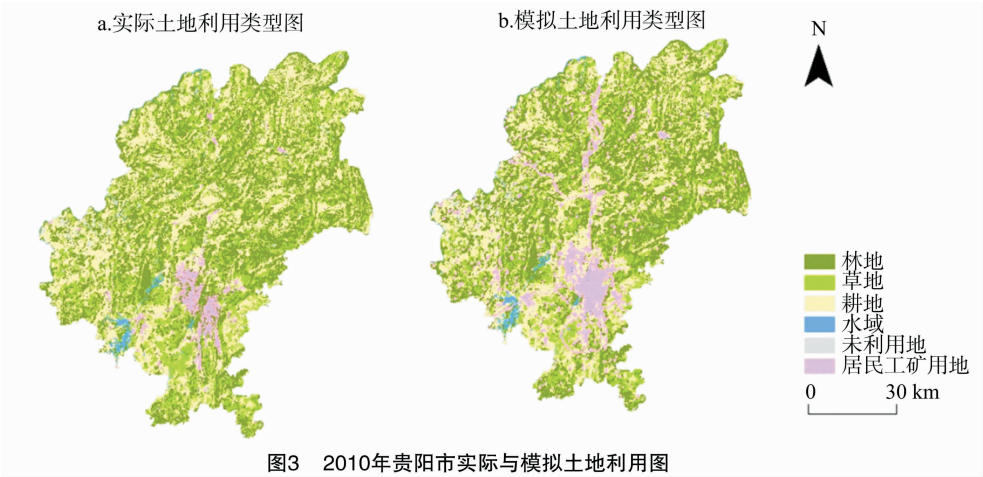 a.实际土地利用类型图
b.模拟土地利用类型图
N
林地
草地
耕地
水域
未利用地
居民工矿用地
0 30 km
图3 2010年贵阳市实际与模拟土地利用图